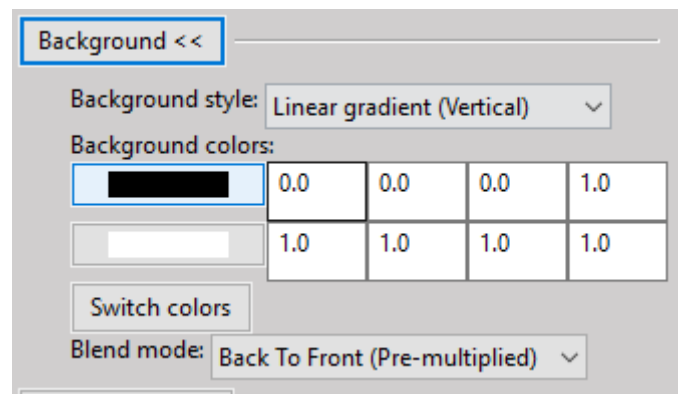 Background <<
Background style: Linear gradient (Vertical)
Background colors:
0.0 0.0 0.0 1.0
1.0 1.0 1.0 1.0
Switch colors
Blend mode: Back To Front (Pre-multiplied)